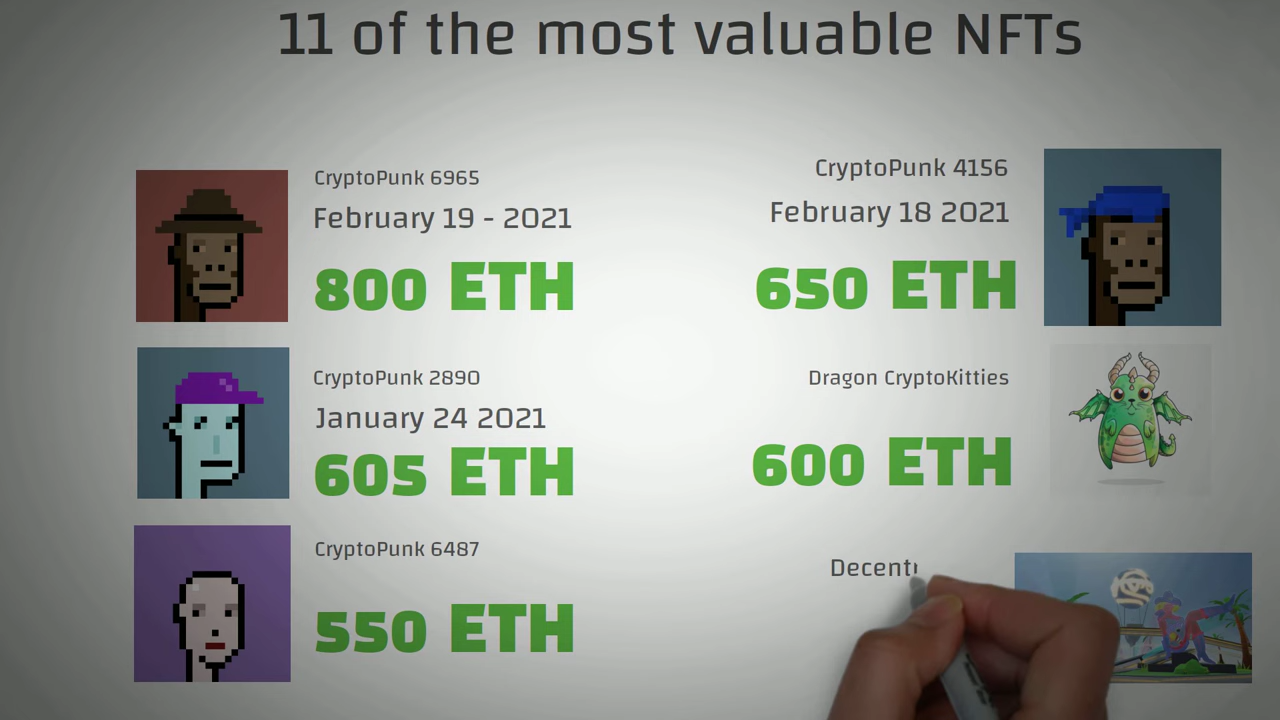 11 of the most valuable NFTs
CryptoPunk 6965
February 19 - 2021
800 ETH
CryptoPunk 4156
February 18 2021
650 ETH
CryptoPunk 2890
January 24 2021
605 ETH
Dragon CryptoKitties
600 ETH
CryptoPunk 6487
550 ETH